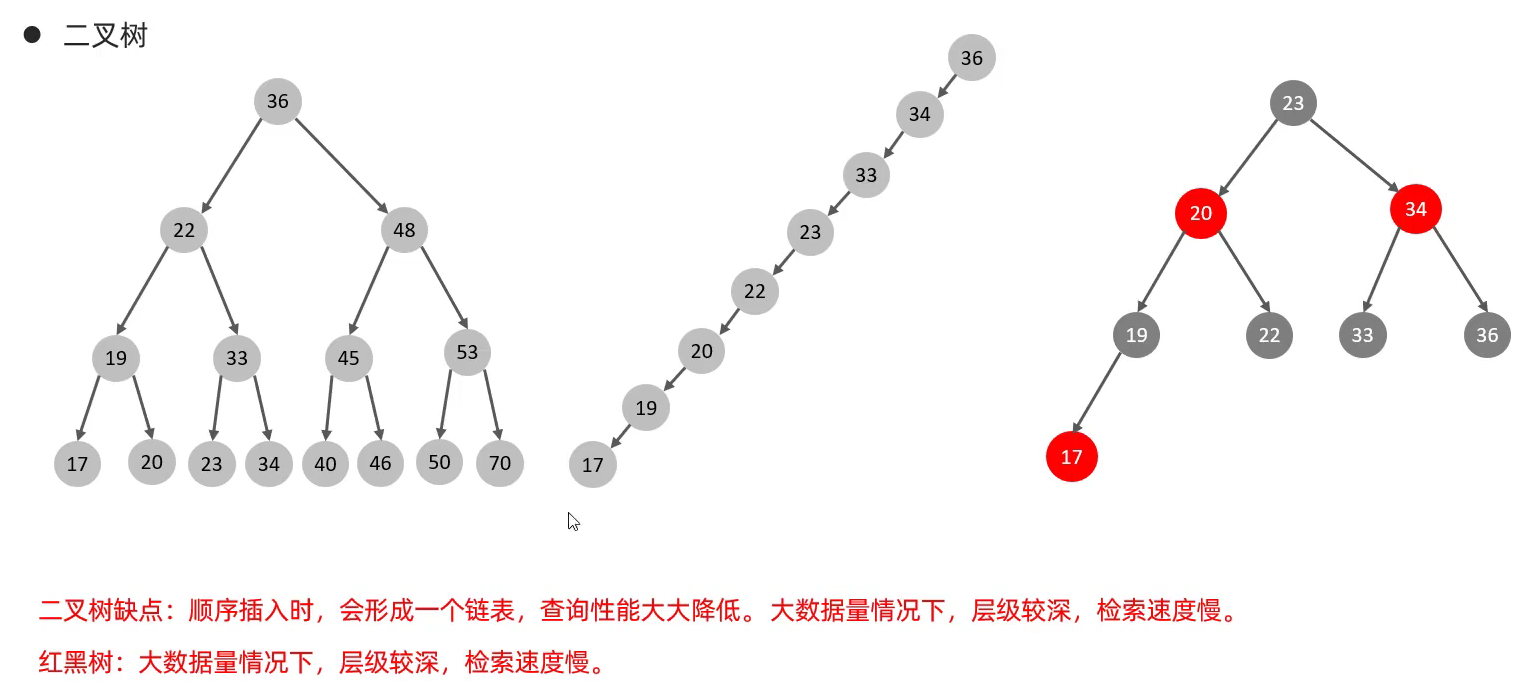 ● 二叉树
36
22 48
19 33 45 53
17 20 23 34 40 46 50 70
36
34
33
23
22
20
19
17
23
20 34
19 22 33 36
17
二叉树缺点：顺序插入时，会形成一个链表，查询性能大大降低。大数据量情况下，层级较深，检索速度慢。
红黑树：大数据量情况下，层级较深，检索速度慢。